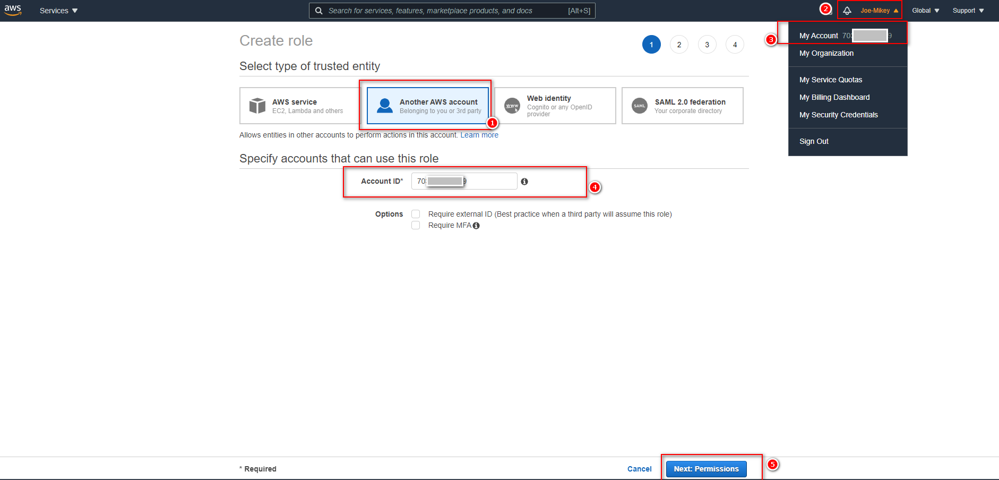 aws Services Search for services, features, marketplace products, and docs [Alt+S] 2 Joe-Mikey Global Support
3 My Account 70 9
My Organization
My Service Quotas
My Billing Dashboard
My Security Credentials
Sign Out
Create role
1 2 3 4
Select type of trusted entity
AWS service
EC2, Lambda and others
Another AWS account
Belonging to you or 3rd party
1
www
Web identity
Cognito or any OpenID
provider
SAML
SAML 2.0 federation
Your corporate directory
Allows entities in other accounts to perform actions in this account. Learn more
Specify accounts that can use this role
Account ID* 70 9
4
Options Require external ID (Best practice when a third party will assume this role)
Require MFA
* Required Cancel Next: Permissions 5